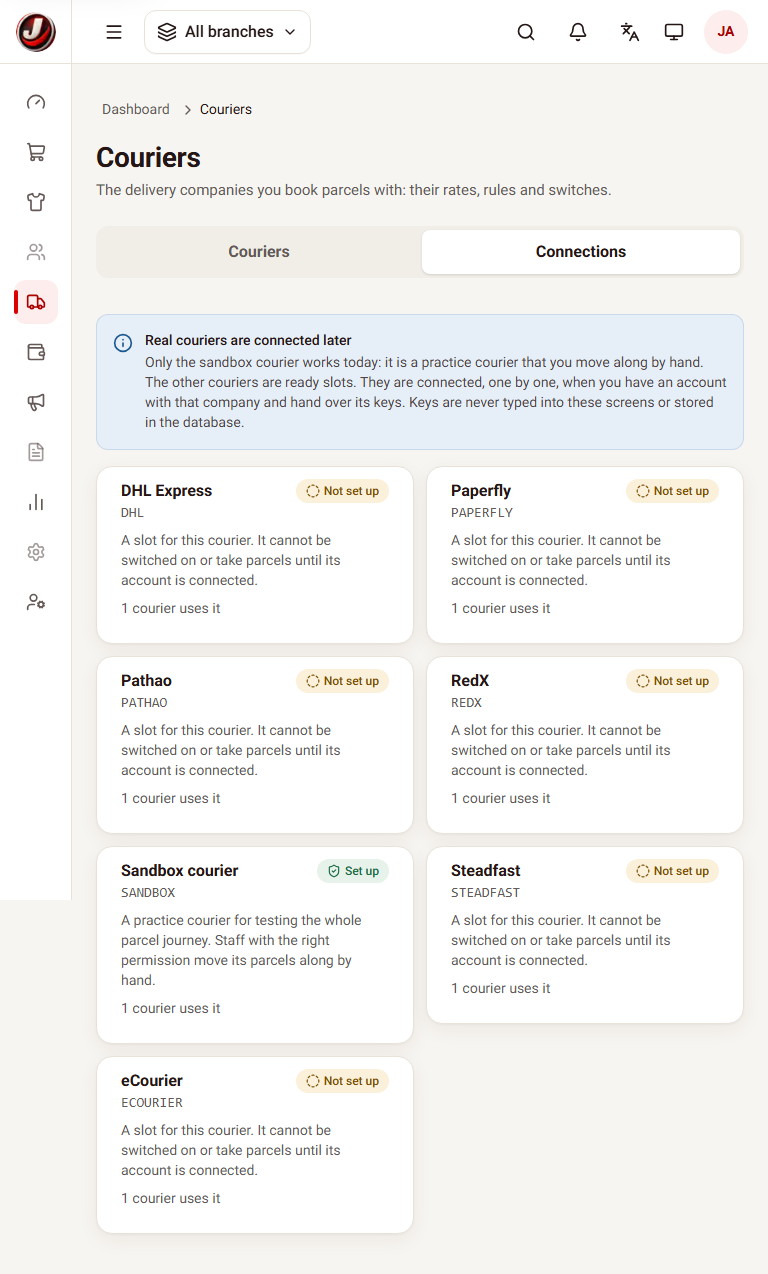 J
All branches
JA
Dashboard > Couriers
Couriers
The delivery companies you book parcels with: their rates, rules and switches.
Couriers
Connections
Real couriers are connected later
Only the sandbox courier works today: it is a practice courier that you move along by hand.
The other couriers are ready slots. They are connected, one by one, when you have an account
with that company and hand over its keys. Keys are never typed into these screens or stored
in the database.
DHL Express
Not set up
DHL
A slot for this courier. It cannot be
switched on or take parcels until its
account is connected.
1 courier uses it
Paperfly
Not set up
PAPERFLY
A slot for this courier. It cannot be
switched on or take parcels until its
account is connected.
1 courier uses it
Pathao
Not set up
PATHAO
A slot for this courier. It cannot be
switched on or take parcels until its
account is connected.
1 courier uses it
RedX
Not set up
REDX
A slot for this courier. It cannot be
switched on or take parcels until its
account is connected.
1 courier uses it
Sandbox courier
Set up
SANDBOX
A practice courier for testing the whole
parcel journey. Staff with the right
permission move its parcels along by
hand.
1 courier uses it
Steadfast
Not set up
STEADFAST
A slot for this courier. It cannot be
switched on or take parcels until its
account is connected.
1 courier uses it
eCourier
Not set up
ECOURIER
A slot for this courier. It cannot be
switched on or take parcels until its
account is connected.
1 courier uses it